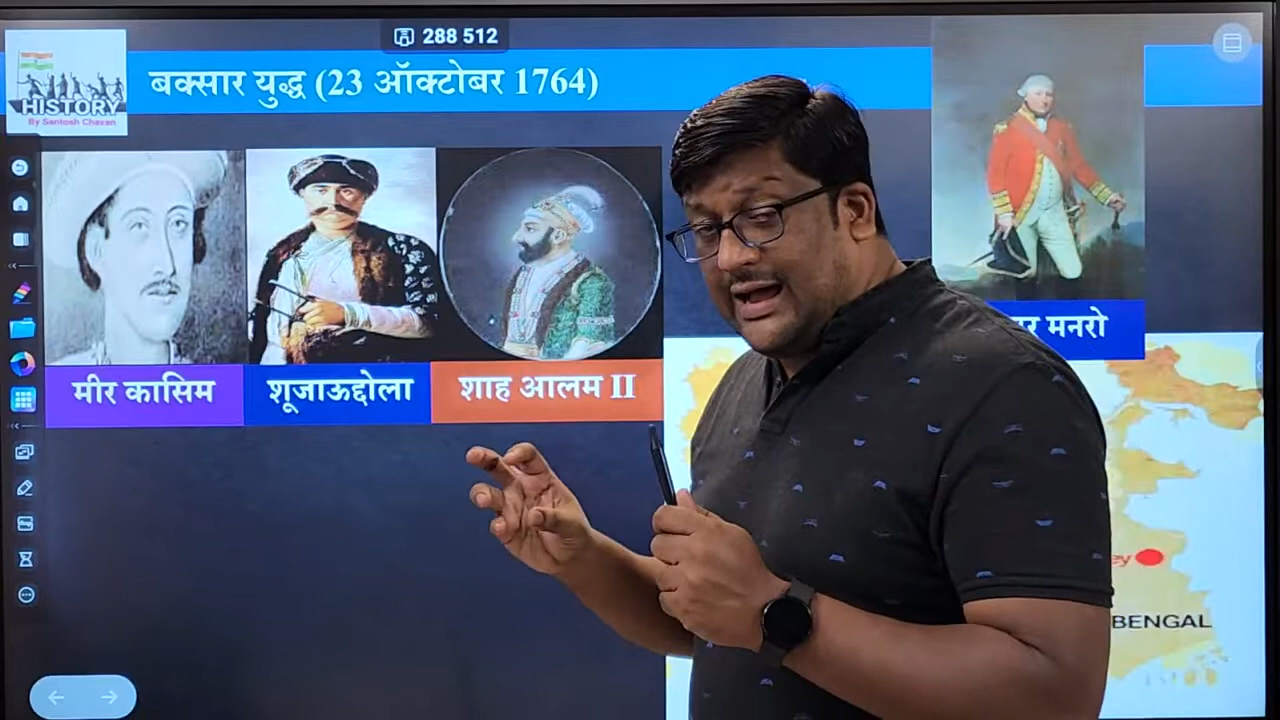 288 512
HISTORY
By Santosh Chavan
बक्सार युद्ध (23 ऑक्टोबर 1764)
मीर कासिम
शूजाऊद्दोला
शाह आलम II
मनरो
BENGAL